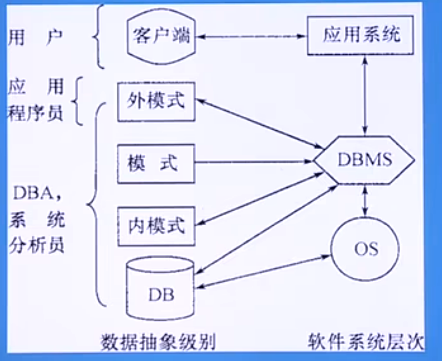 用 户
客户端
应用系统
应 用
程序员
外模式
模 式
DBMS
DBA,
系 统
分析员
内模式
OS
DB
数据抽象级别
软件系统层次